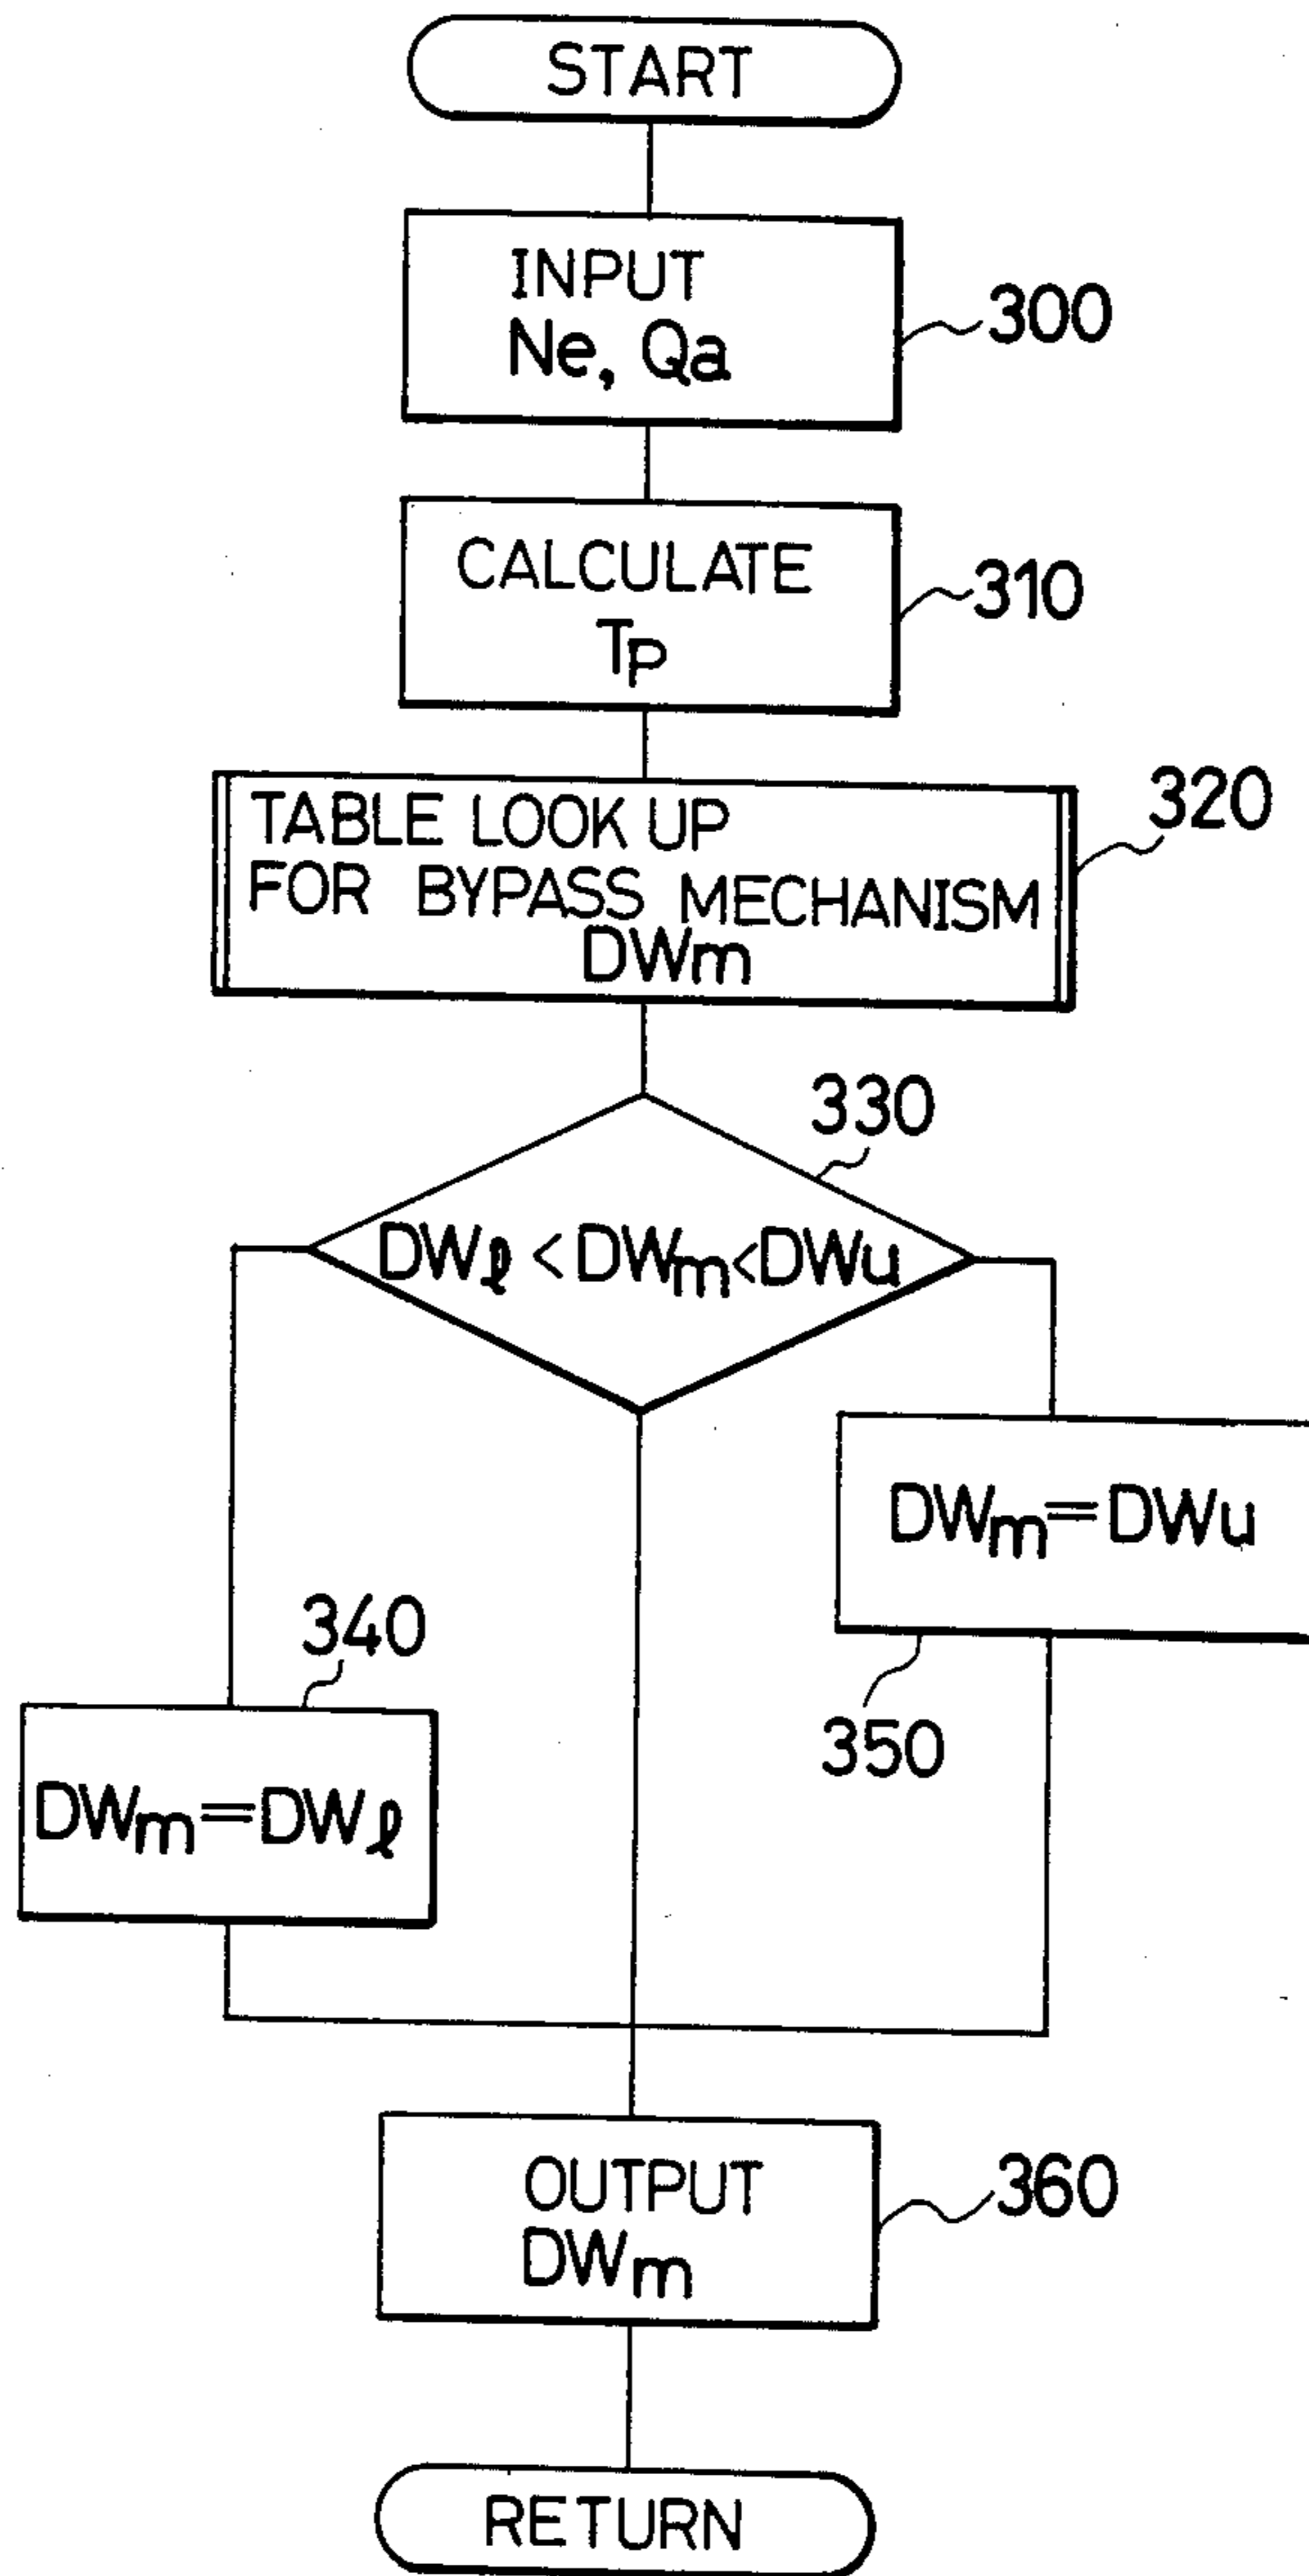 START
INPUT
Ne, Qa
300
CALCULATE
Tp
310
TABLE LOOK UP
FOR BYPASS MECHANISM
DWm
320
330
DWℓ < DWm < DWu
DWm = DWu
350
340
DWm = DWℓ
OUTPUT
DWm
360
RETURN